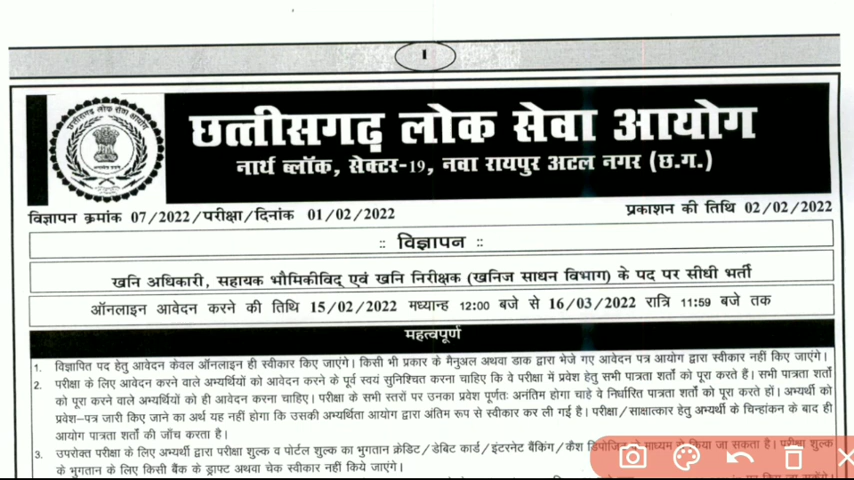 1
छत्तीसगढ़ लोक सेवा आयोग
नार्थ ब्लॉक, सेक्टर-19, नवा रायपुर अटल नगर (छ.ग.)
विज्ञापन क्रमांक 07/2022/परीक्षा/दिनांक 01/02/2022
प्रकाशन की तिथि 02/02/2022
:: विज्ञापन ::
खनि अधिकारी, सहायक भौमिकीविद् एवं खनि निरीक्षक (खनिज साधन विभाग) के पद पर सीधी भर्ती
ऑनलाइन आवेदन करने की तिथि 15/02/2022 मध्यान्ह 12:00 बजे से 16/03/2022 रात्रि 11:59 बजे तक
महत्वपूर्ण
1. विज्ञापित पद हेतु आवेदन केवल ऑनलाइन ही स्वीकार किए जाएंगे। किसी भी प्रकार के मैनुअल अथवा डाक द्वारा भेजे गए आवेदन पत्र आयोग द्वारा स्वीकार नहीं किए जाएंगे।
2. परीक्षा के लिए आवेदन करने वाले अभ्यर्थियों को आवेदन करने के पूर्व स्वयं सुनिश्चित करना चाहिए कि वे परीक्षा में प्रवेश हेतु सभी पात्रता शर्तो को पूरा करते हैं। सभी पात्रता शर्तो
को पूरा करने वाले अभ्यर्थियों को ही आवेदन करना चाहिए। परीक्षा के सभी स्तरों पर उनका प्रवेश पूर्णतः अनंतिम होगा चाहे वे निर्धारित पात्रता शर्तो को पूरा करते हों। अभ्यर्थी को
प्रवेश-पत्र जारी किए जाने का अर्थ यह नहीं होगा कि उसकी अभ्यर्थिता आयोग द्वारा अंतिम रूप से स्वीकार कर ली गई है। परीक्षा/साक्षात्कार हेतु अभ्यर्थी के चिन्हांकन के बाद ही
आयोग पात्रता शर्तो की जॉंच करता है।
3. उपरोक्त परीक्षा के लिए अभ्यर्थी द्वारा परीक्षा शुल्क व पोर्टल शुल्क का भुगतान क्रेडिट/डेबिट कार्ड/इंटरनेट बैंकिंग/कैश डिपोजिट के माध्यम से किया जा सकता है। परीक्षा शुल्क
के भुगतान के लिए किसी बैंक के ड्राफ्ट अथवा चेक स्वीकार नहीं किये जाएंगे।